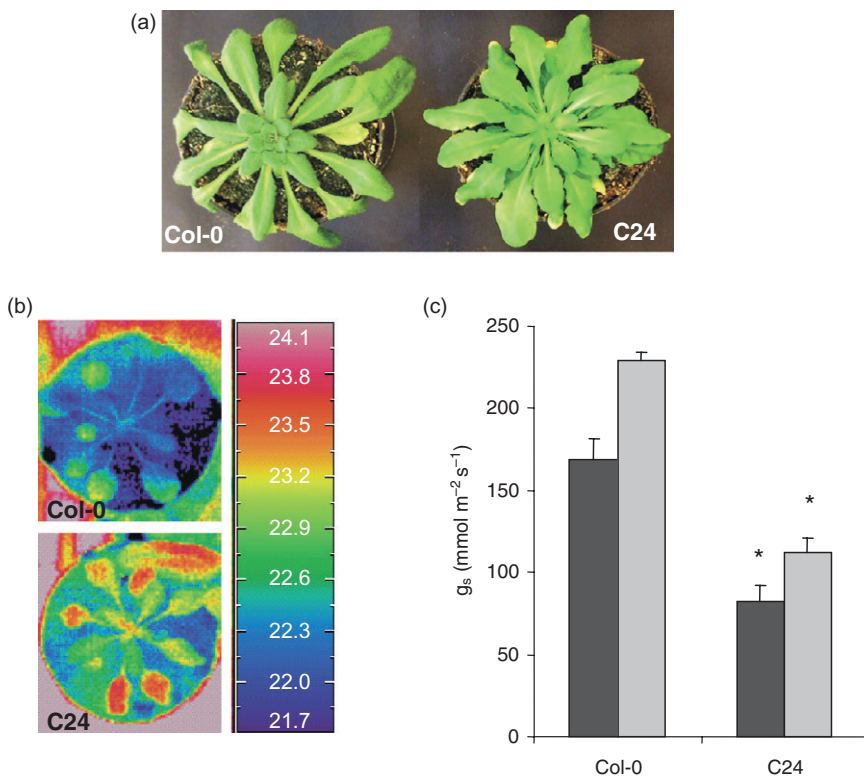 (a)
Col-0
C24
(b)
Col-0
C24
24.1
23.8
23.5
23.2
22.9
22.6
22.3
22.0
21.7
(c)
250
200
150
100
50
0
gs (mmol m⁻² s⁻¹)
*
*
Col-0
C24